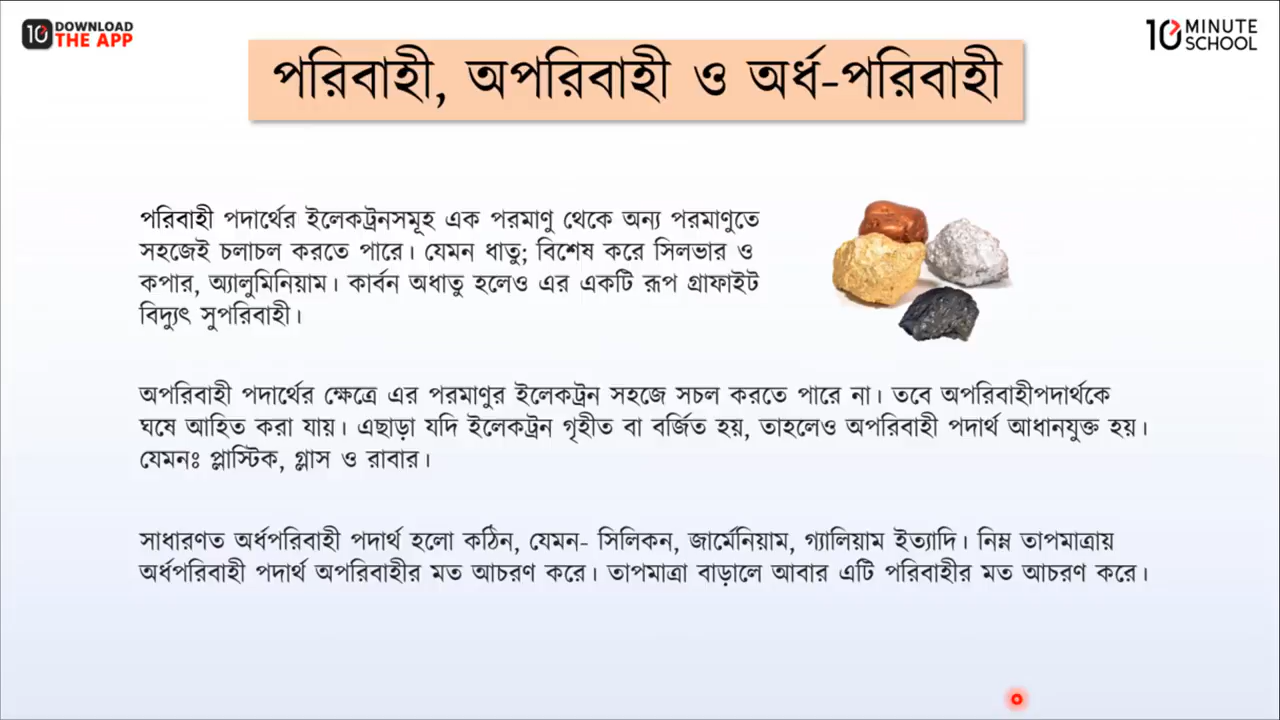 DOWNLOAD
THE APP
10 MINUTE
SCHOOL
পরিবাহী, অপরিবাহী ও অর্ধ-পরিবাহী
পরিবাহী পদার্থের ইলেকট্রনসমূহ এক পরমাণু থেকে অন্য পরমাণুতে
সহজেই চলাচল করতে পারে। যেমন ধাতু; বিশেষ করে সিলভার ও
কপার, অ্যালুমিনিয়াম। কার্বন অধাতু হলেও এর একটি রূপ গ্রাফাইট
বিদ্যুৎ সুপরিবাহী।
অপরিবাহী পদার্থের ক্ষেত্রে এর পরমাণুর ইলেকট্রন সহজে সচল করতে পারে না। তবে অপরিবাহীপদার্থকে
ঘষে আহিত করা যায়। এছাড়া যদি ইলেকট্রন গৃহীত বা বর্জিত হয়, তাহলেও অপরিবাহী পদার্থ আধানযুক্ত হয়।
যেমনঃ প্লাস্টিক, গ্লাস ও রাবার।
সাধারণত অর্ধপরিবাহী পদার্থ হলো কঠিন, যেমন- সিলিকন, জার্মেনিয়াম, গ্যালিয়াম ইত্যাদি। নিম্ন তাপমাত্রায়
অর্ধপরিবাহী পদার্থ অপরিবাহীর মত আচরণ করে। তাপমাত্রা বাড়ালে আবার এটি পরিবাহীর মত আচরণ করে।